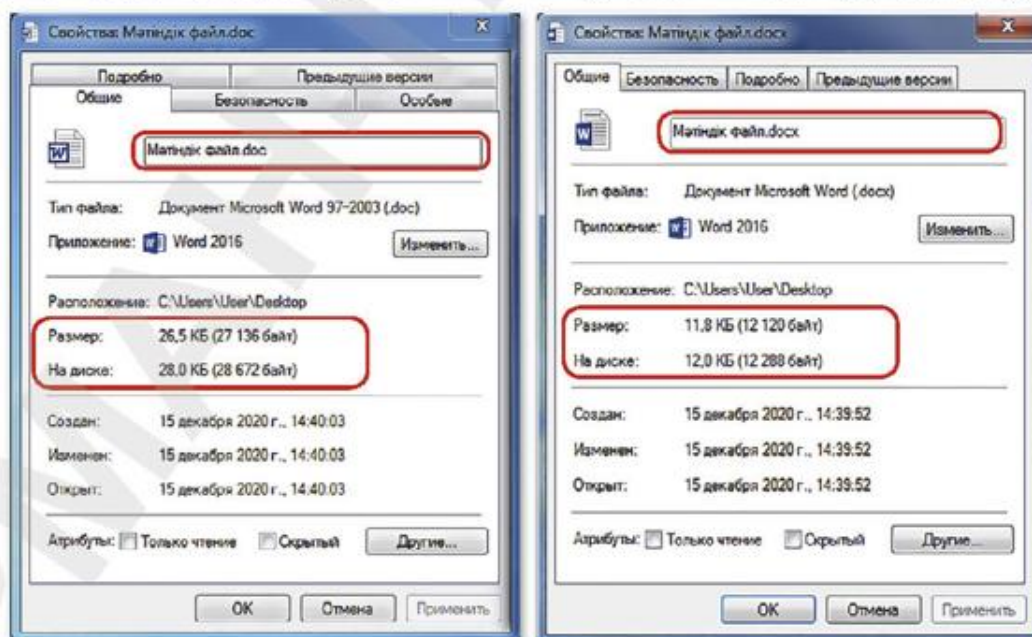 Свойства: Мәтіндік файл.doc
Подробно Предыдущие версии
Общие Безопасность Особые
Мәтіндік файл.doc
Тип файла: Документ Microsoft Word 97-2003 (.doc)
Приложение: Word 2016 Изменить...
Расположение: C:\Users\User\Desktop
Размер: 26,5 КБ (27 136 байт)
На диске: 28,0 КБ (28 672 байт)
Создан: 15 декабря 2020 г., 14:40:03
Изменен: 15 декабря 2020 г., 14:40:03
Открыт: 15 декабря 2020 г., 14:40:03
Атрибуты: Только чтение Скрытый Другие...
ОК Отмена Применить
Свойства: Мәтіндік файл.docx
Общие Безопасность Подробно Предыдущие версии
Мәтіндік файл.docx
Тип файла: Документ Microsoft Word (.docx)
Приложение: Word 2016 Изменить...
Расположение: C:\Users\User\Desktop
Размер: 11,8 КБ (12 120 байт)
На диске: 12,0 КБ (12 288 байт)
Создан: 15 декабря 2020 г., 14:39:52
Изменен: 15 декабря 2020 г., 14:39:52
Открыт: 15 декабря 2020 г., 14:39:52
Атрибуты: Только чтение Скрытый Другие...
ОК Отмена Применить